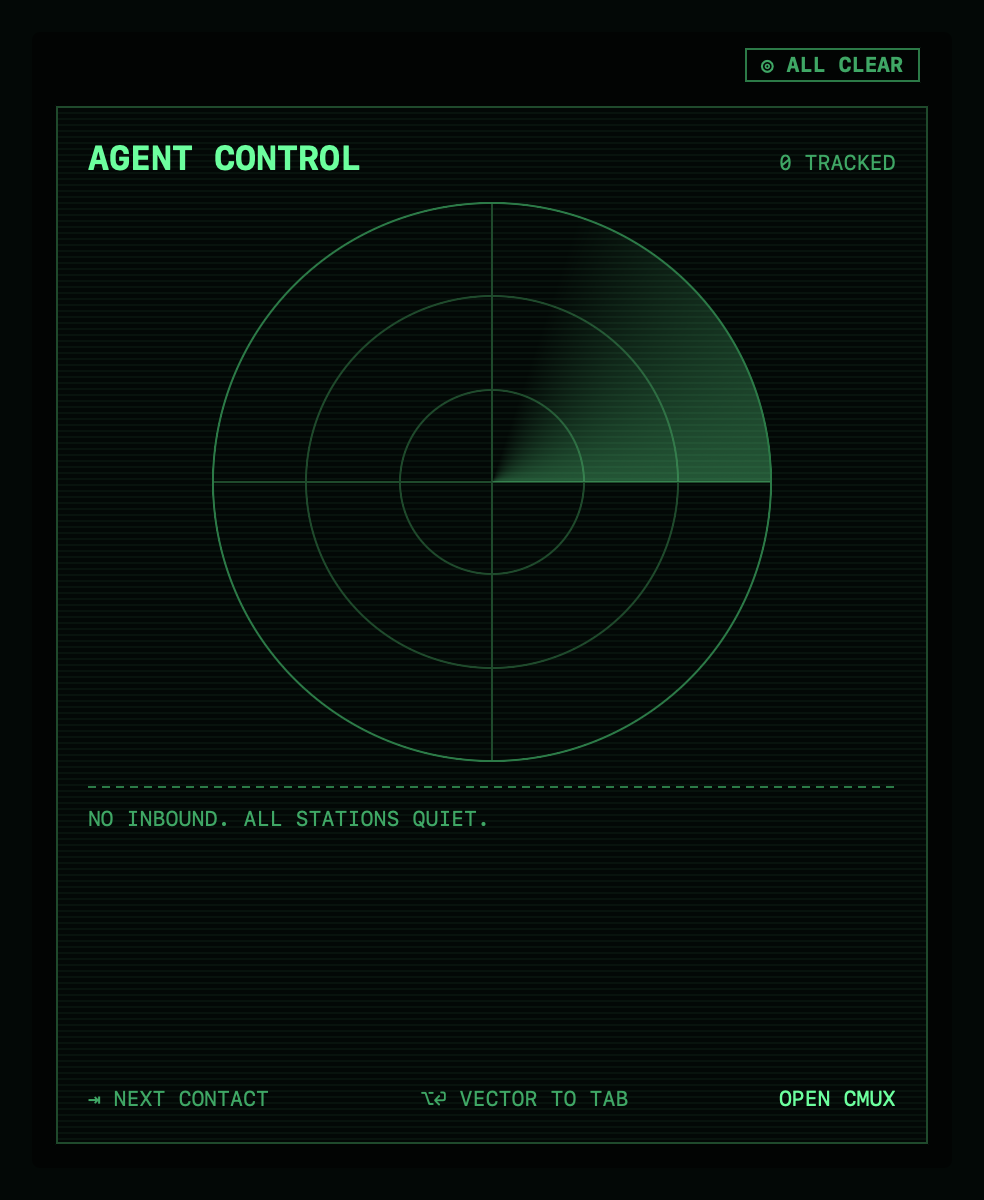 ◎ ALL CLEAR
AGENT CONTROL
0 TRACKED
NO INBOUND. ALL STATIONS QUIET.
⇥ NEXT CONTACT
⌥⏎ VECTOR TO TAB
OPEN CMUX